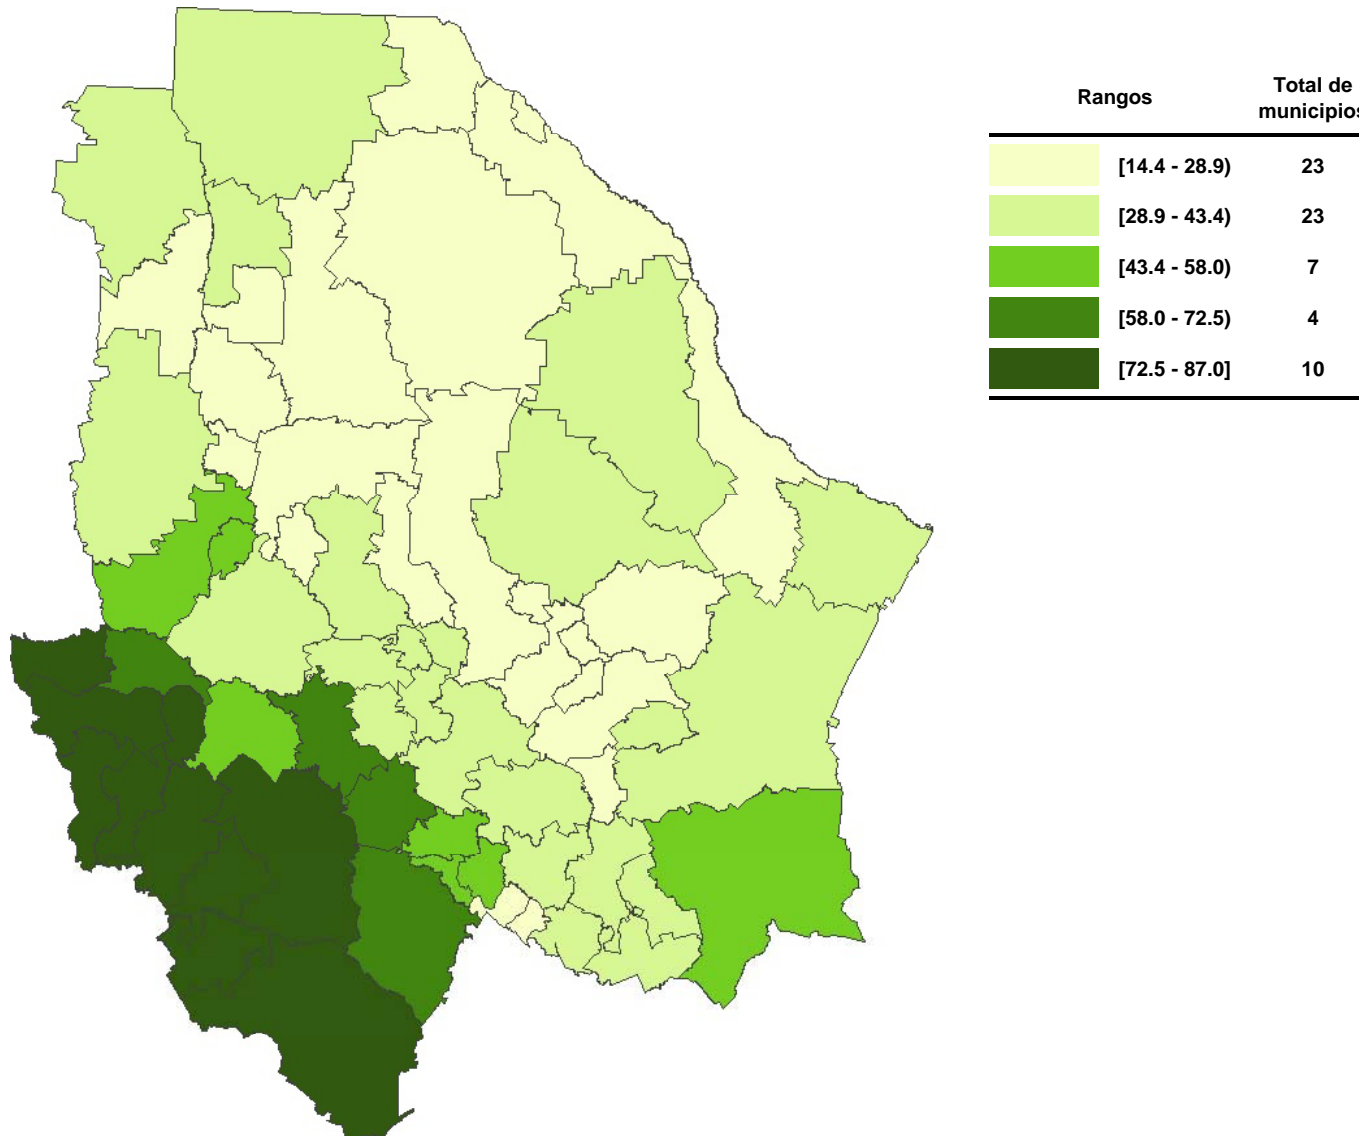 Rangos
Total de
municipios
[14.4 - 28.9) 23
[28.9 - 43.4) 23
[43.4 - 58.0) 7
[58.0 - 72.5) 4
[72.5 - 87.0] 10